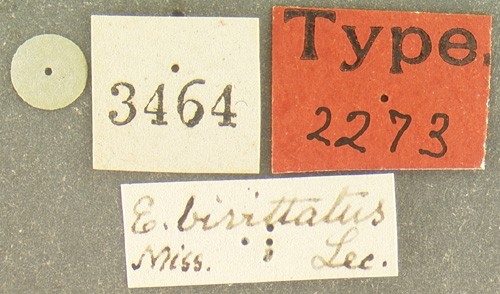 3464
Type.
2273
E. bivittatus
Miss. Lec.